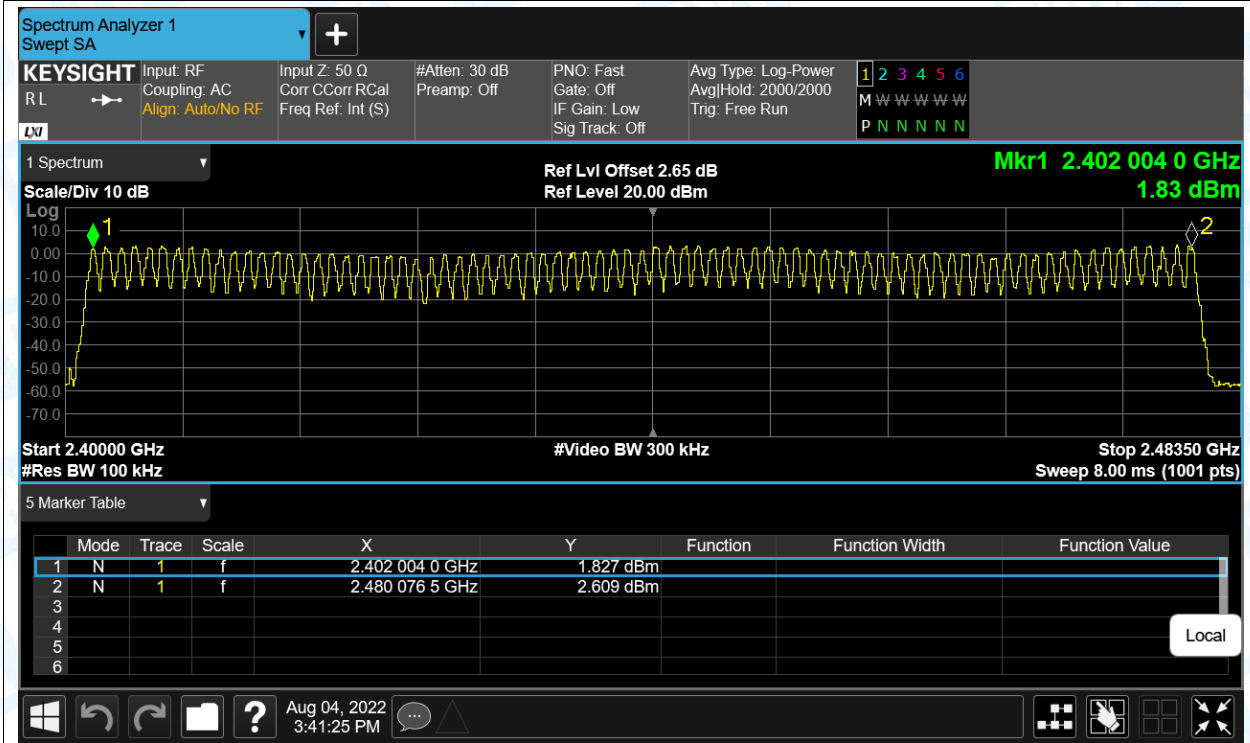 Spectrum Analyzer 1
Swept SA
+
KEYSIGHT
R L
LXI
Input: RF
Coupling: AC
Align: Auto/No RF
Input Z: 50 Ω
Corr CCorr RCal
Freq Ref: Int (S)
#Atten: 30 dB
Preamp: Off
PNO: Fast
Gate: Off
IF Gain: Low
Sig Track: Off
Avg Type: Log-Power
Avg|Hold: 2000/2000
Trig: Free Run
1 2 3 4 5 6
M W W W W W
P N N N N N N
1 Spectrum
Scale/Div 10 dB
Ref Lvl Offset 2.65 dB
Ref Level 20.00 dBm
Mkr1 2.402 004 0 GHz
1.83 dBm
Log
1
2
10.0
0.00
-10.0
-20.0
-30.0
-40.0
-50.0
-60.0
-70.0
Start 2.40000 GHz
#Video BW 300 kHz
Stop 2.48350 GHz
#Res BW 100 kHz
Sweep 8.00 ms (1001 pts)
5 Marker Table
Mode Trace Scale X Y Function Function Width Function Value
1 N 1 f 2.402 004 0 GHz 1.827 dBm
2 N 1 f 2.480 076 5 GHz 2.609 dBm
3
4
5
6
Local
?
Aug 04, 2022
3:41:25 PM